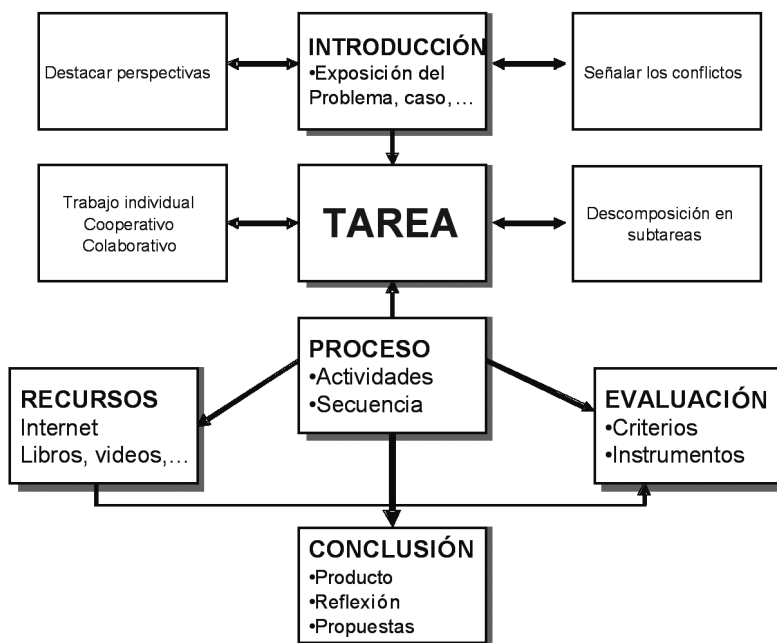 Destacar perspectivas
INTRODUCCIÓN
•Exposición del
Problema, caso,…
Señalar los conflictos
Trabajo individual
Cooperativo
Colaborativo
TAREA
Descomposición en
subtareas
PROCESO
•Actividades
•Secuencia
RECURSOS
Internet
Libros, videos,…
EVALUACIÓN
•Criterios
•Instrumentos
CONCLUSIÓN
•Producto
•Reflexión
•Propuestas